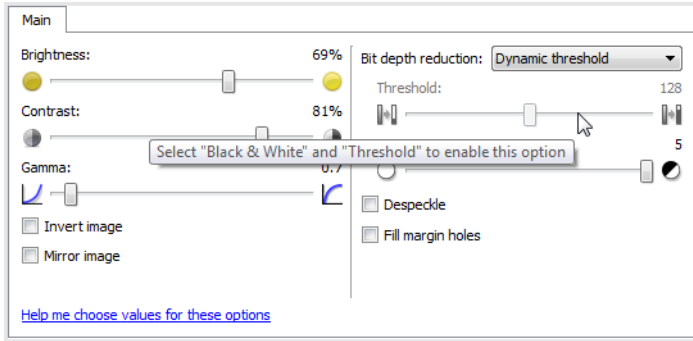 Main
Brightness: 69%
Contrast: 81%
Gamma: 0.7
Invert image
Mirror image
Help me choose values for these options
Bit depth reduction: Dynamic threshold
Threshold: 128
Select "Black & White" and "Threshold" to enable this option
5
Despeckle
Fill margin holes